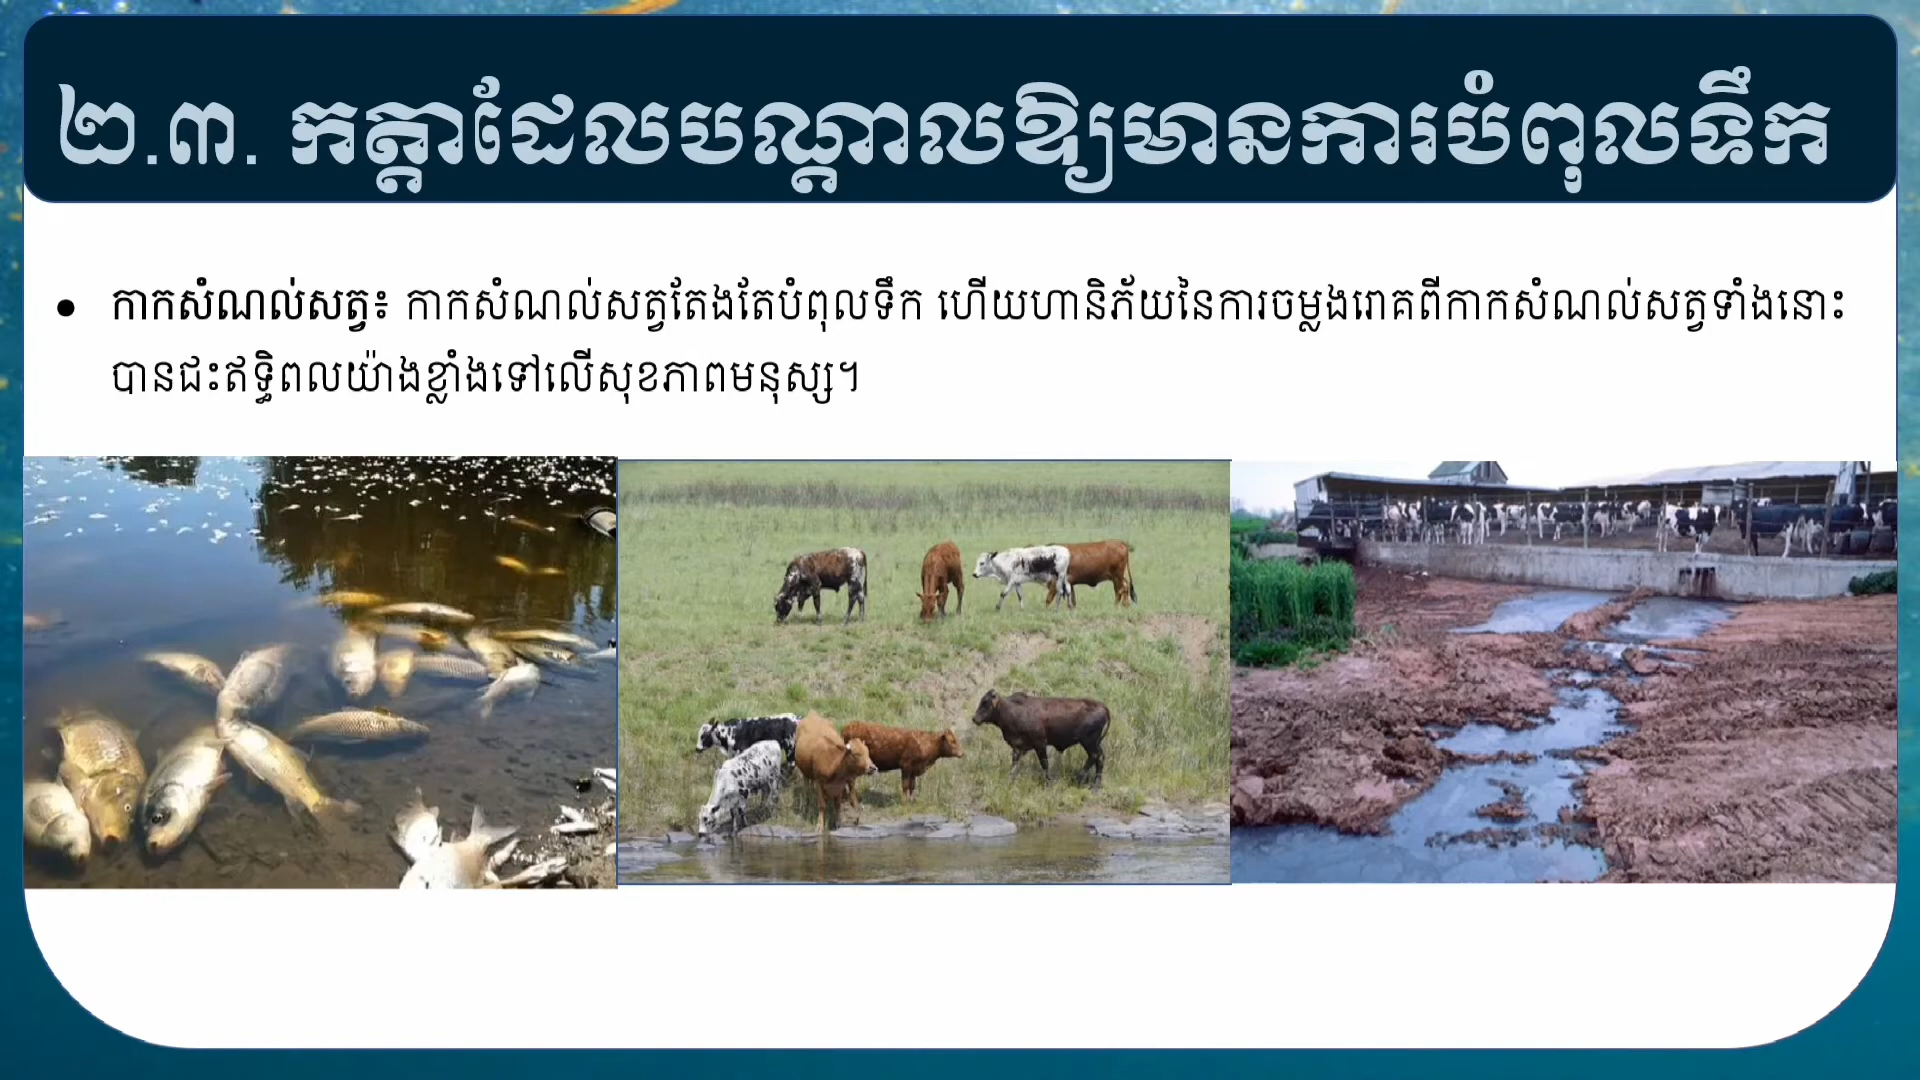 ២.៣. កត្តាដែលបណ្តាលឱ្យមានការបំពុលទឹក
• កាកសំណល់សត្វ៖ កាកសំណល់សត្វតែងតែបំពុលទឹក ហើយហានិភ័យនៃការចម្លងរោគពីកាកសំណល់សត្វទាំងនោះ
បានជះឥទ្ធិពលយ៉ាងខ្លាំងទៅលើសុខភាពមនុស្ស។